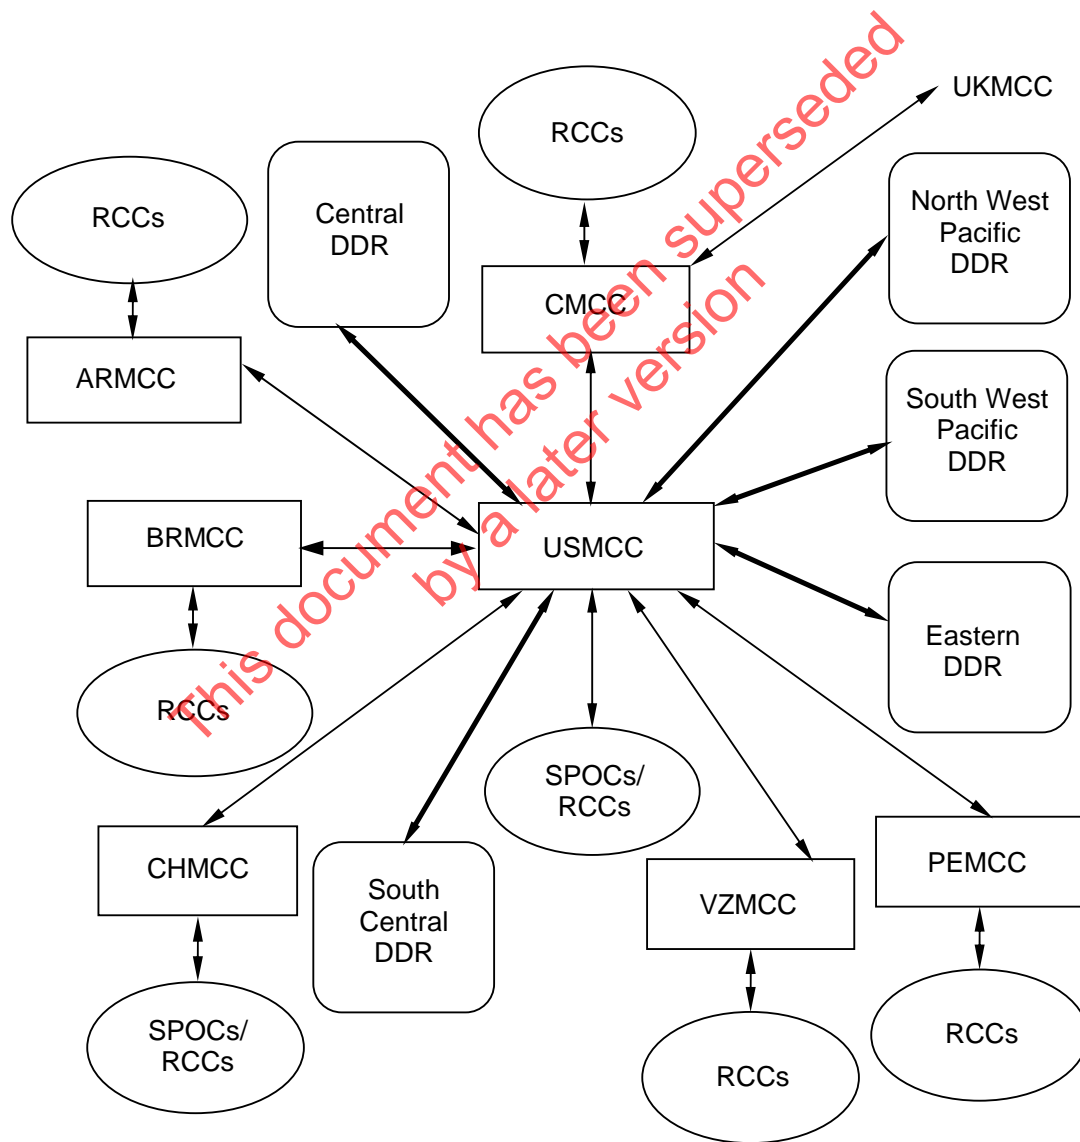 UKMCC
RCCs
North West
Pacific
DDR
Central
DDR
RCCs
CMCC
ARMCC
South West
Pacific
DDR
BRMCC
USMCC
Eastern
DDR
RCCs
SPOCs/
RCCs
CHMCC
South
Central
DDR
VZMCC
PEMCC
SPOCs/
RCCs
RCCs
RCCs
This document has been superseded
by a later version